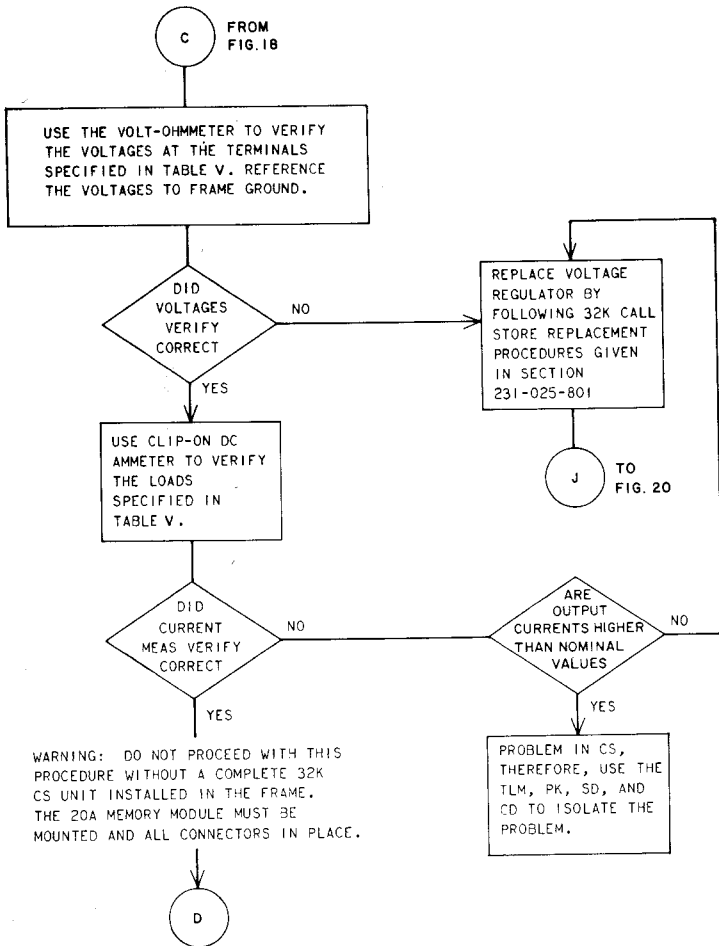 C
FROM
FIG.18
USE THE VOLT-OHMMETER TO VERIFY
THE VOLTAGES AT THE TERMINALS
SPECIFIED IN TABLE V. REFERENCE
THE VOLTAGES TO FRAME GROUND.
DID
VOLTAGES
VERIFY
CORRECT
NO
YES
REPLACE VOLTAGE
REGULATOR BY
FOLLOWING 32K CALL
STORE REPLACEMENT
PROCEDURES GIVEN
IN SECTION
231-025-801
J
TO
FIG. 20
USE CLIP-ON DC
AMMETER TO VERIFY
THE LOADS
SPECIFIED IN
TABLE V.
DID
CURRENT
MEAS VERIFY
CORRECT
NO
YES
ARE
OUTPUT
CURRENTS HIGHER
THAN NOMINAL
VALUES
NO
YES
PROBLEM IN CS,
THEREFORE, USE THE
TLM, PK, SD, AND
CD TO ISOLATE THE
PROBLEM.
WARNING: DO NOT PROCEED WITH THIS
PROCEDURE WITHOUT A COMPLETE 32K
CS UNIT INSTALLED IN THE FRAME.
THE 20A MEMORY MODULE MUST BE
MOUNTED AND ALL CONNECTORS IN PLACE.
D